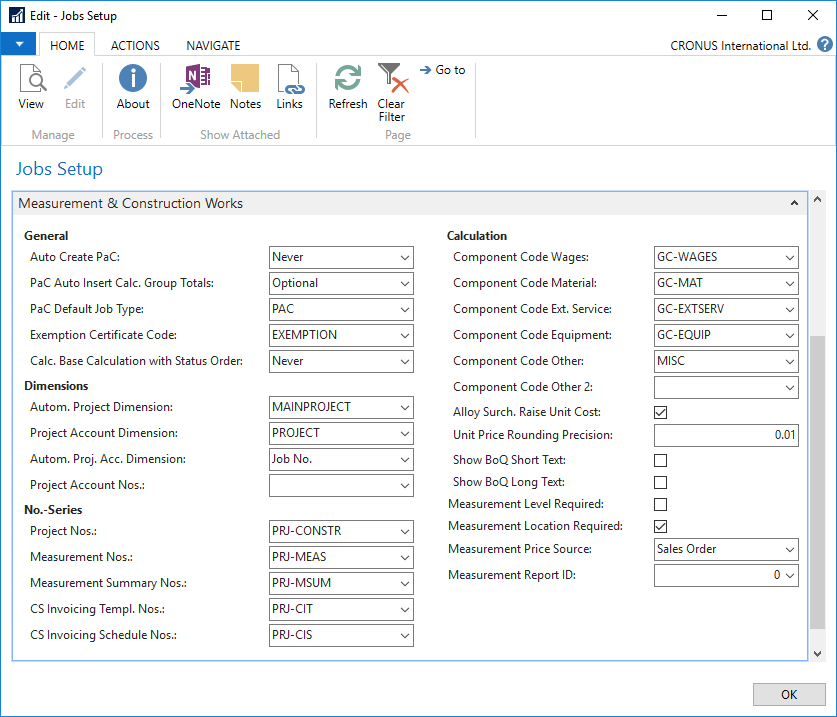 Edit - Jobs Setup
HOME
ACTIONS
NAVIGATE
CRONUS International Ltd.
?
View
Edit
Manage
About
Process
OneNote
Notes
Links
Show Attached
Refresh
Clear
Filter
Go to
Page
Jobs Setup
Measurement & Construction Works
General
Auto Create PaC: Never
PaC Auto Insert Calc. Group Totals: Optional
PaC Default Job Type: PAC
Exemption Certificate Code: EXEMPTION
Calc. Base Calculation with Status Order: Never
Dimensions
Autom. Project Dimension: MAINPROJECT
Project Account Dimension: PROJECT
Autom. Proj. Acc. Dimension: Job No.
Project Account Nos.:
No.-Series
Project Nos.: PRJ-CONSTR
Measurement Nos.: PRJ-MEAS
Measurement Summary Nos.: PRJ-MSUM
CS Invoicing Templ. Nos.: PRJ-CIT
CS Invoicing Schedule Nos.: PRJ-CIS
Calculation
Component Code Wages: GC-WAGES
Component Code Material: GC-MAT
Component Code Ext. Service: GC-EXTSERV
Component Code Equipment: GC-EQUIP
Component Code Other: MISC
Component Code Other 2:
Alloy Surch. Raise Unit Cost:
Unit Price Rounding Precision: 0.01
Show BoQ Short Text:
Show BoQ Long Text:
Measurement Level Required:
Measurement Location Required:
Measurement Price Source: Sales Order
Measurement Report ID: 0
OK